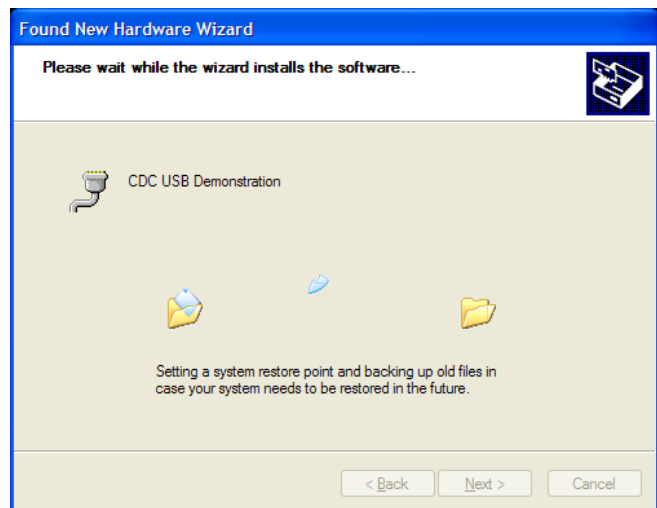 Found New Hardware Wizard
Please wait while the wizard installs the software...
CDC USB Demonstration
Setting a system restore point and backing up old files in
case your system needs to be restored in the future.
< Back Next > Cancel